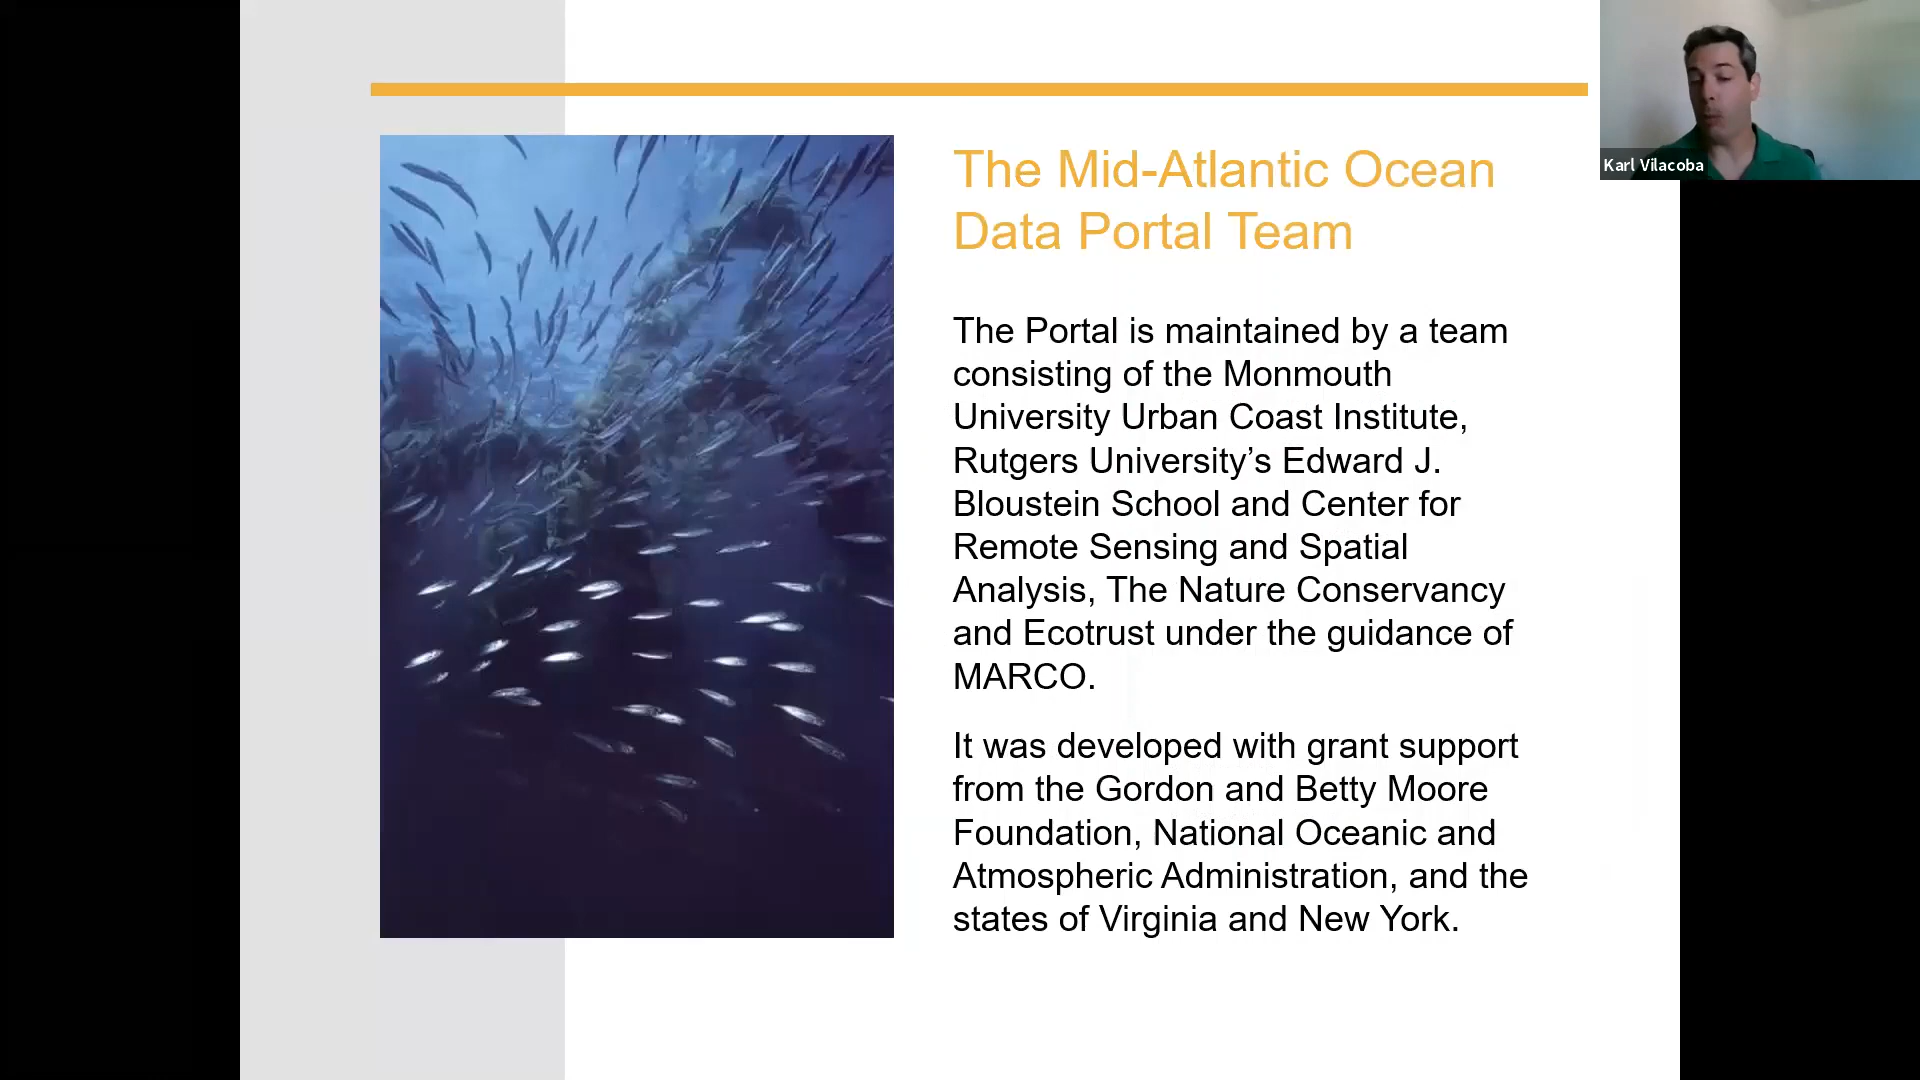 The Mid-Atlantic Ocean
Data Portal Team
The Portal is maintained by a team
consisting of the Monmouth
University Urban Coast Institute,
Rutgers University’s Edward J.
Bloustein School and Center for
Remote Sensing and Spatial
Analysis, The Nature Conservancy
and Ecotrust under the guidance of
MARCO.
It was developed with grant support
from the Gordon and Betty Moore
Foundation, National Oceanic and
Atmospheric Administration, and the
states of Virginia and New York.
Karl Vilacoba